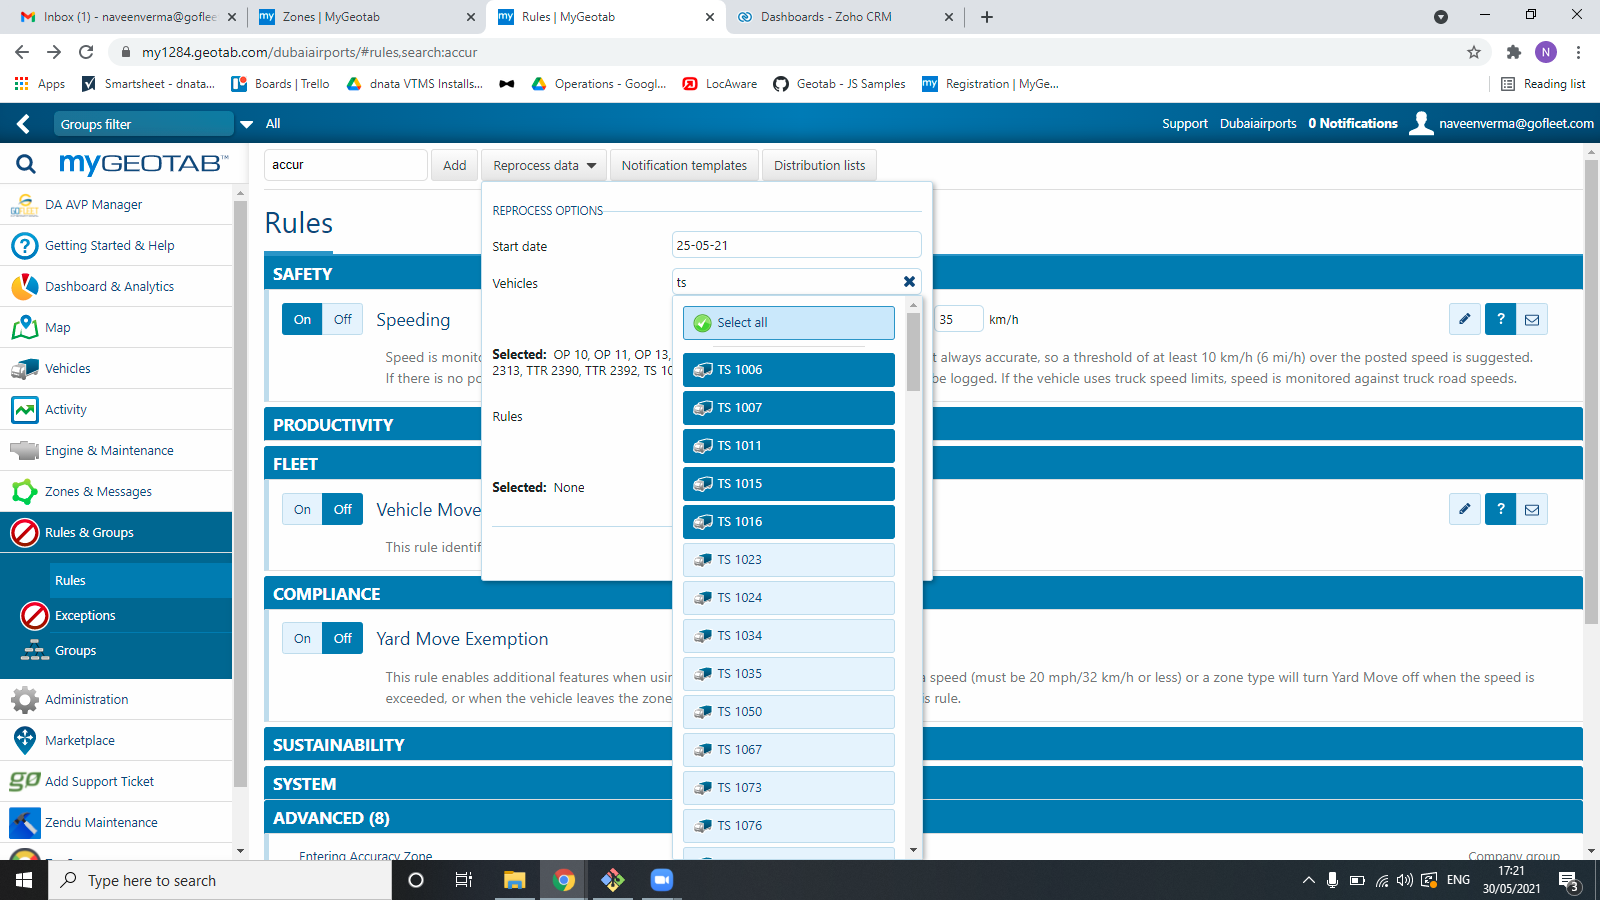 Inbox (1) - naveenverma@gofle
Zones | MyGeotab
Rules | MyGeotab
Dashboards - Zoho CRM
my1284.geotab.com/dubaiairports/#rules,search:accur
N
Apps
Smartsheet - dnata...
Boards | Trello
dnata VTMS Installs...
Operations - Googl...
LocAware
Geotab - JS Samples
my Registration | MyGe...
Reading list
Groups filter
All
Support
Dubaiairports
0 Notifications
naveenverma@gofleet.com
myGEOTAB™
accur
Add
Reprocess data
Notification templates
Distribution lists
DA AVP Manager
Getting Started & Help
Dashboard & Analytics
Map
Vehicles
Activity
Engine & Maintenance
Zones & Messages
Rules & Groups
Rules
Exceptions
Groups
Administration
Marketplace
go Add Support Ticket
Zendu Maintenance
Rules
REPROCESS OPTIONS
Start date
25-05-21
Vehicles
ts
Select all
Selected: OP 10, OP 11, OP 13,
2313, TTR 2390, TTR 2392, TS 10
Rules
Selected: None
TS 1006
TS 1007
TS 1011
TS 1015
TS 1016
TS 1023
TS 1024
TS 1034
TS 1035
TS 1050
TS 1067
TS 1073
TS 1076
SAFETY
On Off Speeding
35 km/h
?
Speed is monito
t always accurate, so a threshold of at least 10 km/h (6 mi/h) over the posted speed is suggested.
If there is no po
be logged. If the vehicle uses truck speed limits, speed is monitored against truck road speeds.
PRODUCTIVITY
FLEET
On Off Vehicle Move
?
This rule identif
COMPLIANCE
On Off Yard Move Exemption
This rule enables additional features when usin
a speed (must be 20 mph/32 km/h or less) or a zone type will turn Yard Move off when the speed is
exceeded, or when the vehicle leaves the zone
s rule.
SUSTAINABILITY
SYSTEM
ADVANCED (8)
Entering Accuracy Zone
Company group
Type here to search
ENG
17:21
30/05/2021
3